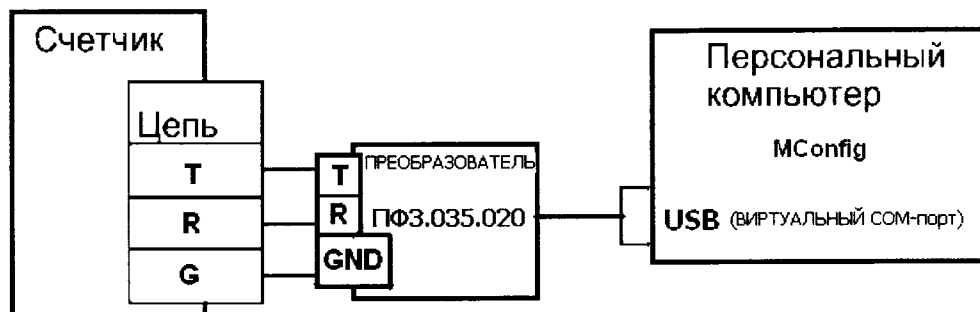 Счетчик
Цепь
T
R
G
T
R
GND
ПРЕОБРАЗОВАТЕЛЬ
ПФ3.035.020
Персональный
компьютер
MConfig
USB (ВИРТУАЛЬНЫЙ COM-порт)